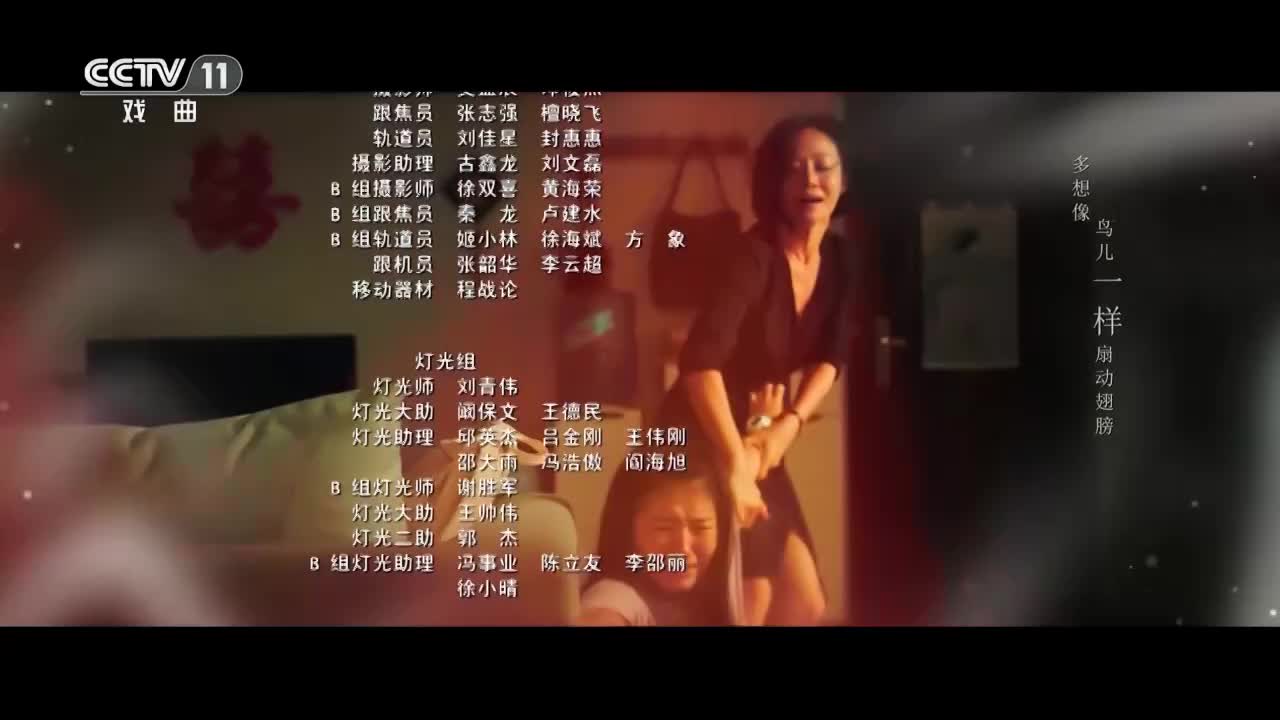 CCTV 11
戏曲
跟焦员 张志强 檀晓飞
轨道员 刘佳星 封惠惠
摄影助理 古鑫龙 刘文磊
B 组摄影师 徐双喜 黄海荣
B 组跟焦员 秦 龙 卢建水
B 组轨道员 姬小林 徐海斌 方 象
跟机员 张韶华 李云超
移动器材 程战论
灯光组
灯光师 刘青伟
灯光大助 阚保文 王德民
灯光助理 邱英杰 吕金刚 王伟刚
邵大雨 冯浩傲 阎海旭
B 组灯光师 谢胜军
灯光大助 王帅伟
灯光二助 郭 杰
B 组灯光助理 冯事业 陈立友 李邵丽
徐小晴
多想像
鸟儿一样扇动翅膀